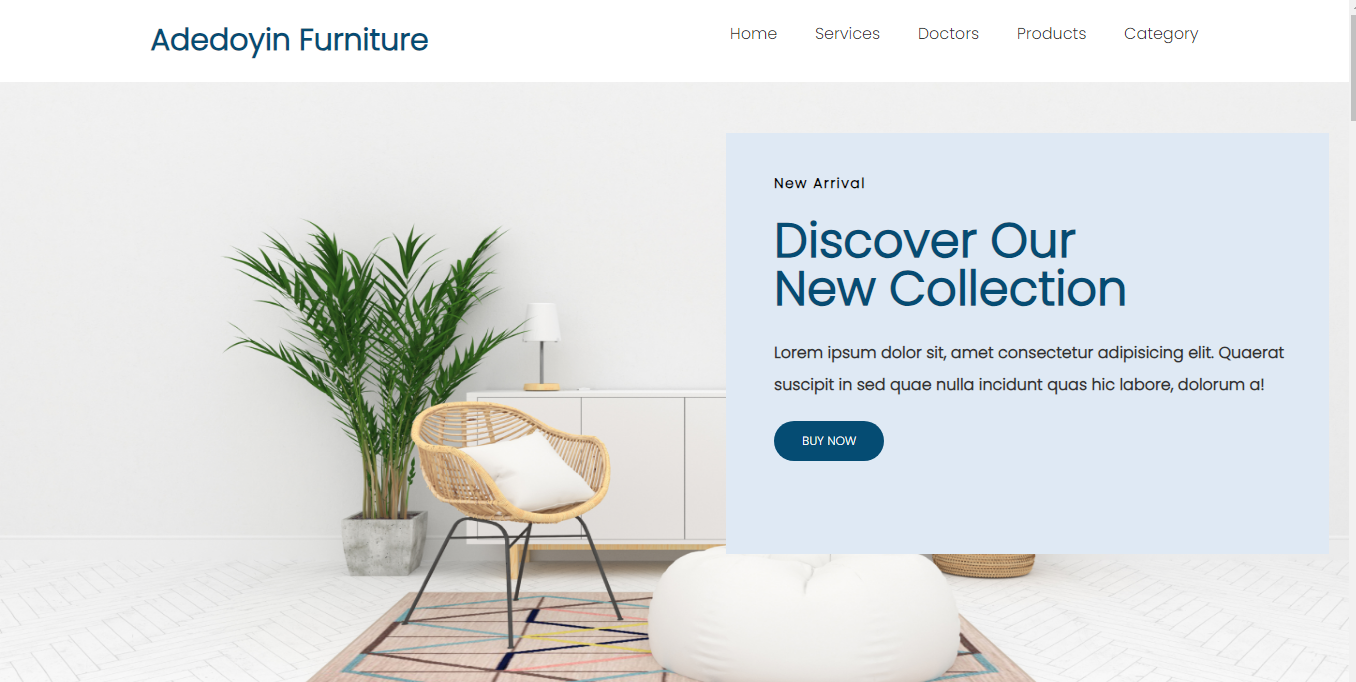 Adedoyin Furniture
Home Services Doctors Products Category
New Arrival
Discover Our
New Collection
Lorem ipsum dolor sit, amet consectetur adipisicing elit. Quaerat
suscipit in sed quae nulla incidunt quas hic labore, dolorum a!
BUY NOW